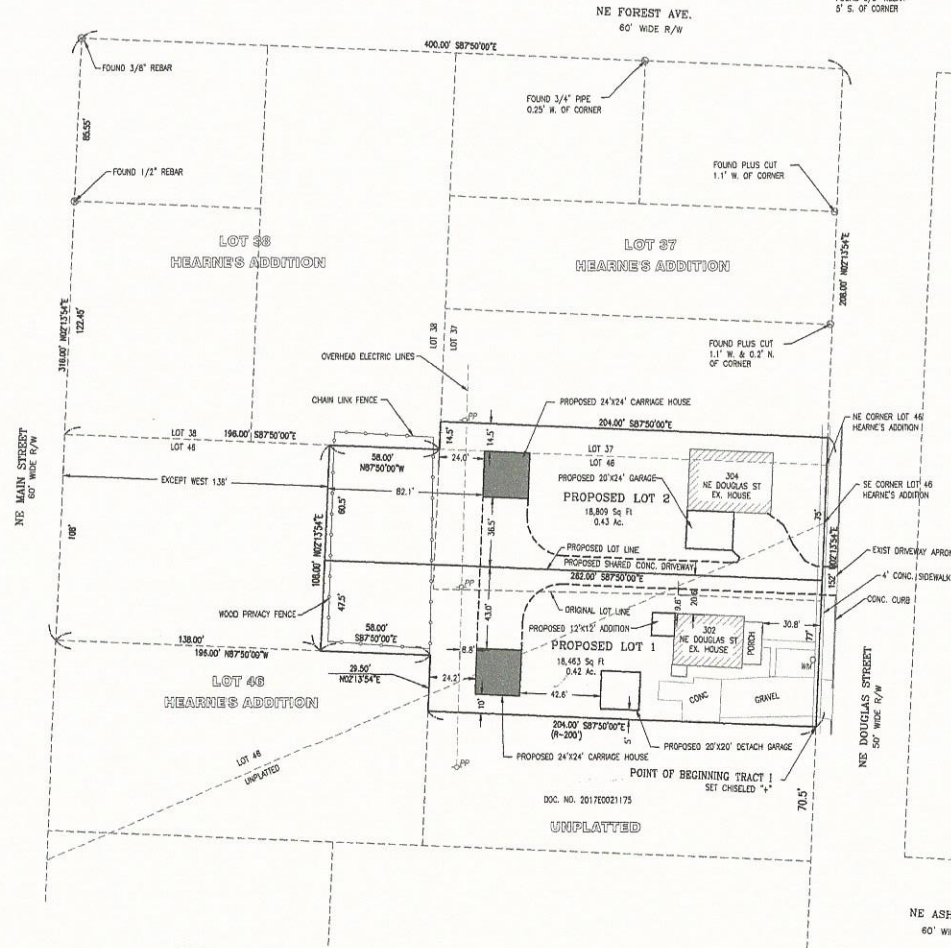 NE FOREST AVE.
60' WIDE R/W
5' S. OF CORNER
400.00' S87°50'00"E
FOUND 3/8" REBAR
FOUND 3/4" PIPE
0.25' W. OF CORNER
85.55'
FOUND 1/2" REBAR
FOUND PLUS CUT
1.1' W. OF CORNER
LOT 38
HEARNE'S ADDITION
LOT 37
HEARNE'S ADDITION
208.00' N02°13'54"E
318.00' N02°13'54"E
122.45'
LOT 38
LOT 37
FOUND PLUS CUT
1.1' W. & 0.2' N.
OF CORNER
OVERHEAD ELECTRIC LINES
CHAIN LINK FENCE
PROPOSED 24'X24' CARRIAGE HOUSE
NE CORNER LOT 46
HEARNE'S ADDITION
PP
204.00' S87°50'00"E
LOT 38
196.00' S87°50'00"E
LOT 46
14.5'
14.5'
58.00'
N87°50'00"W
24.0'
LOT 37
LOT 46
NE MAIN STREET
60' WIDE R/W
EXCEPT WEST 138'
82.1'
PROPOSED 20'X24' GARAGE
304
NE DOUGLAS ST
EX. HOUSE
SE CORNER LOT 46
HEARNE'S ADDITION
PROPOSED LOT 2
18,809 Sq Ft
0.43 Ac.
60.5'
36.5'
75'
108'
108.00' N02°13'54"E
PROPOSED LOT LINE
PROPOSED SHARED CONC. DRIVEWAY
262.00' S87°50'00"E
152' N02°13'54"E
EXIST DRIVEWAY APRON
4' CONC. SIDEWALK
CONC. CURB
PP
WOOD PRIVACY FENCE
47.5'
43.0'
ORIGINAL LOT LINE
9.6'
20.6'
PROPOSED 12'X12' ADDITION
302
NE DOUGLAS ST
EX. HOUSE
PORCH
30.8'
77'
138.00'
196.00' N87°50'00"W
58.00'
S87°50'00"E
8.8'
PROPOSED LOT 1
18,463 Sq Ft
0.42 Ac.
WM
29.50'
N02°13'54"E
24.2'
42.6'
CONC
GRAVEL
LOT 46
HEARNE'S ADDITION
10'
204.00' S87°50'00"E
(R-200')
5'
PROPOSED 20'X20' DETACH GARAGE
PROPOSED 24'X24' CARRIAGE HOUSE
NE DOUGLAS STREET
50' WIDE R/W
LOT 46
UNPLATTED
PP
POINT OF BEGINNING TRACT I
SET CHISELED "+"
70.5'
DOC. NO. 2017E0021175
UNPLATTED
NE ASH
60' WI